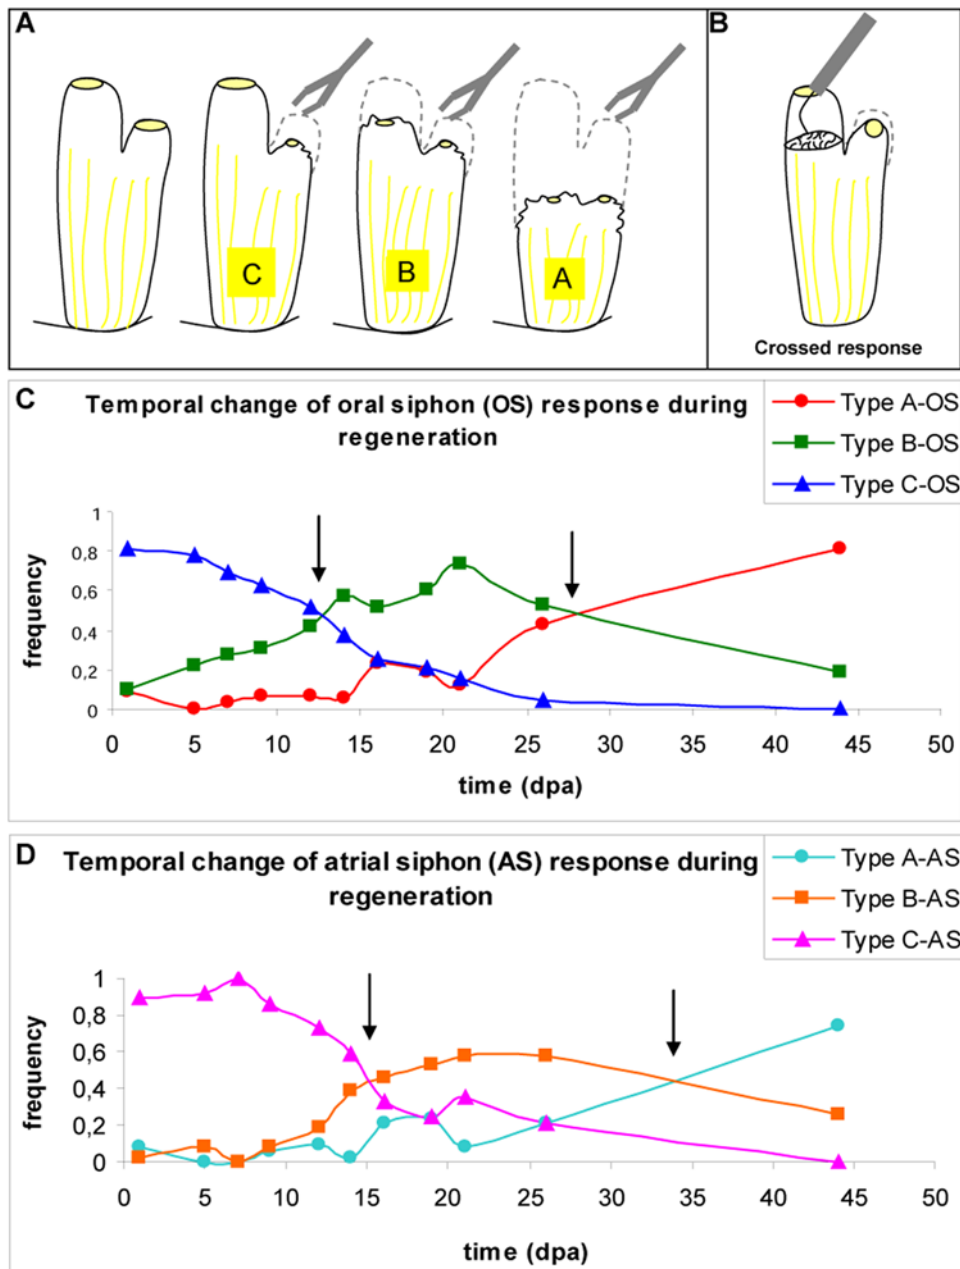 A
B
C
B
A
Crossed response
C
Temporal change of oral siphon (OS) response during
regeneration
Type A-OS
Type B-OS
Type C-OS
1
0,8
0,6
0,4
0,2
0
frequency
0 5 10 15 20 25 30 35 40 45 50
time (dpa)
D
Temporal change of atrial siphon (AS) response during
regeneration
Type A-AS
Type B-AS
Type C-AS
1
0,8
0,6
0,4
0,2
0
frequency
0 5 10 15 20 25 30 35 40 45 50
time (dpa)